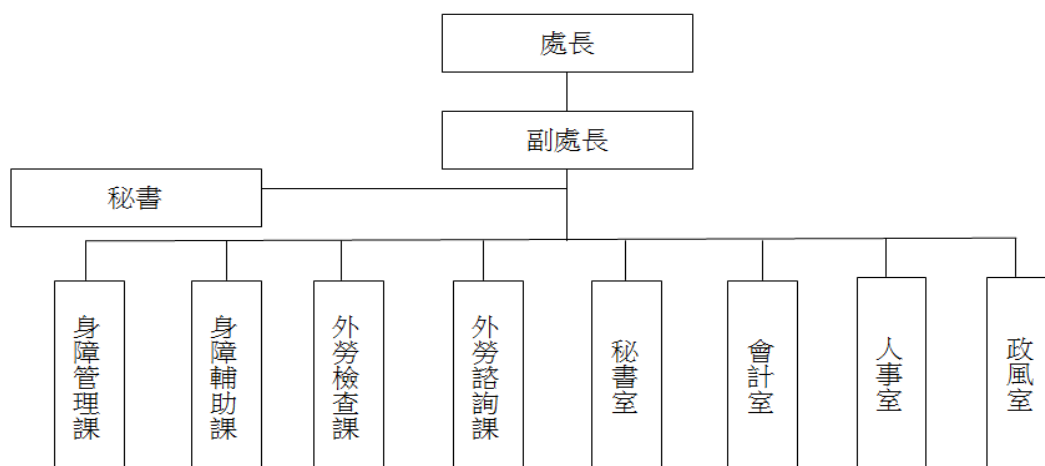 處長
副處長
秘書
身障管理課
身障輔助課
外勞檢查課
外勞諮詢課
秘書室
會計室
人事室
政風室